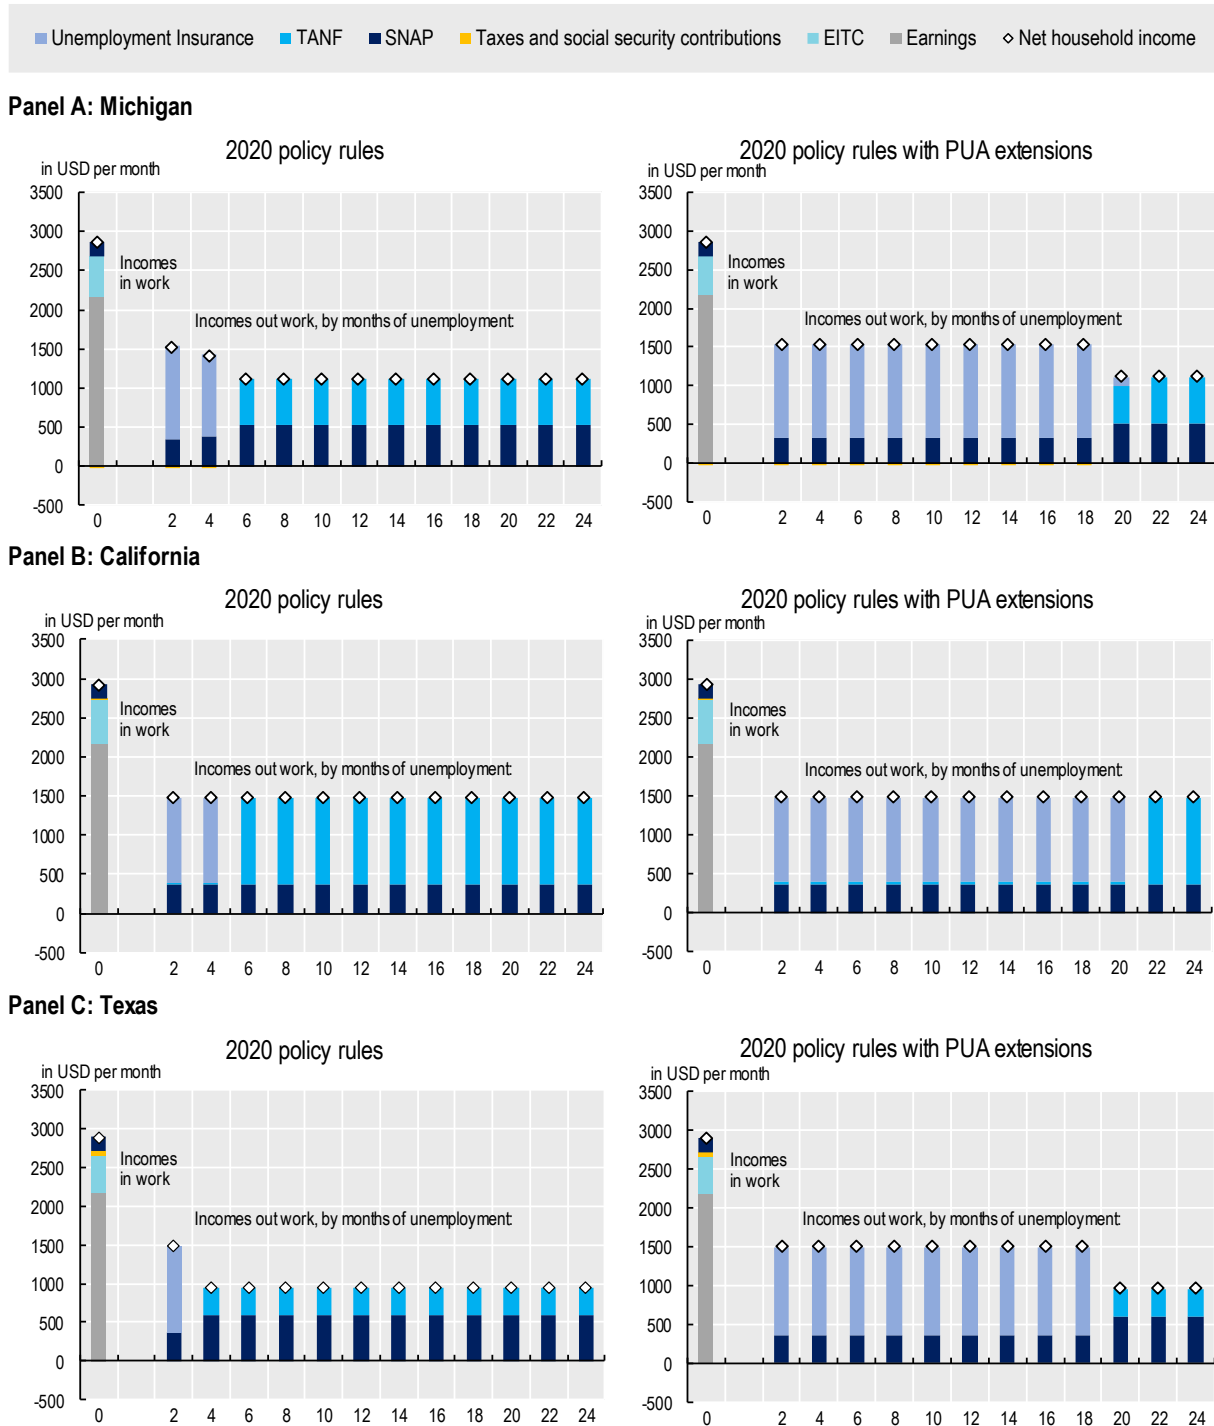 Unemployment Insurance TANF SNAP Taxes and social security contributions EITC Earnings Net household income
Panel A: Michigan
2020 policy rules
in USD per month
3500
3000
2500
2000
1500
1000
500
0
-500
Incomes
in work
Incomes out work, by months of unemployment:
0 2 4 6 8 10 12 14 16 18 20 22 24
2020 policy rules with PUA extensions
in USD per month
3500
3000
2500
2000
1500
1000
500
0
-500
Incomes
in work
Incomes out work, by months of unemployment:
0 2 4 6 8 10 12 14 16 18 20 22 24
Panel B: California
2020 policy rules
in USD per month
3500
3000
2500
2000
1500
1000
500
0
-500
Incomes
in work
Incomes out work, by months of unemployment:
0 2 4 6 8 10 12 14 16 18 20 22 24
2020 policy rules with PUA extensions
in USD per month
3500
3000
2500
2000
1500
1000
500
0
-500
Incomes
in work
Incomes out work, by months of unemployment:
0 2 4 6 8 10 12 14 16 18 20 22 24
Panel C: Texas
2020 policy rules
in USD per month
3500
3000
2500
2000
1500
1000
500
0
-500
Incomes
in work
Incomes out work, by months of unemployment:
0 2 4 6 8 10 12 14 16 18 20 22 24
2020 policy rules with PUA extensions
in USD per month
3500
3000
2500
2000
1500
1000
500
0
-500
Incomes
in work
Incomes out work, by months of unemployment:
0 2 4 6 8 10 12 14 16 18 20 22 24